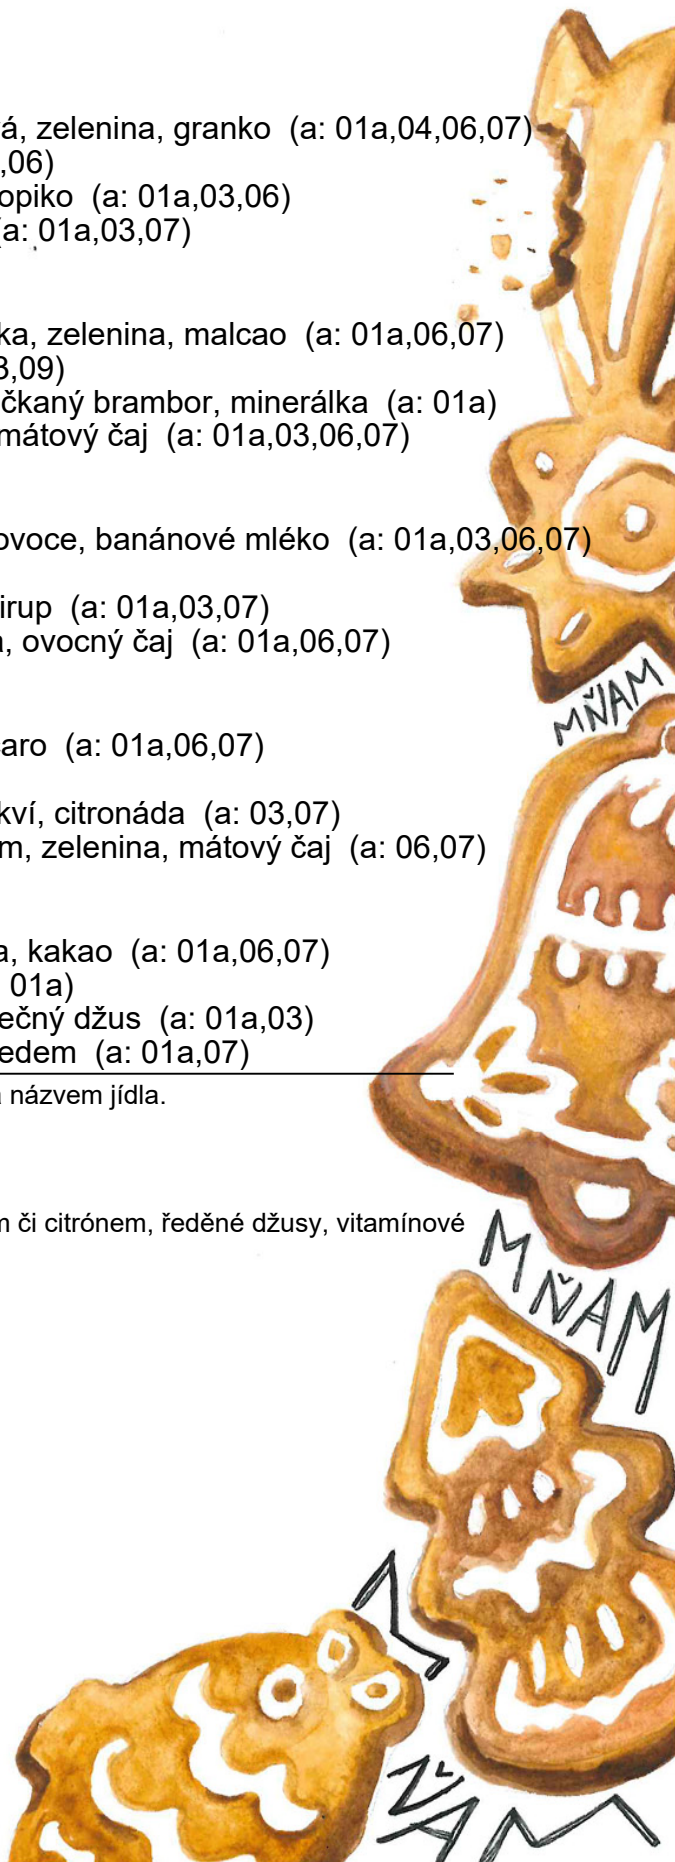 á, zelenina, granko (a: 01a,04,06,07)
,06)
opiko (a: 01a,03,06)
(a: 01a,03,07)
ka, zelenina, malcao (a: 01a,06,07)
3,09)
čkaný brambor, minerálka (a: 01a)
mátový čaj (a: 01a,03,06,07)
ovoce, banánové mléko (a: 01a,03,06,07)
irup (a: 01a,03,07)
a, ovocný čaj (a: 01a,06,07)
MŇAM
aro (a: 01a,06,07)
kví, citronáda (a: 03,07)
m, zelenina, mátový čaj (a: 06,07)
a, kakao (a: 01a,06,07)
: 01a)
ečný džus (a: 01a,03)
edem (a: 01a,07)
a názvem jídla.
m či citrónem, ředěné džusy, vitamínové
MŇAM
MŇAM